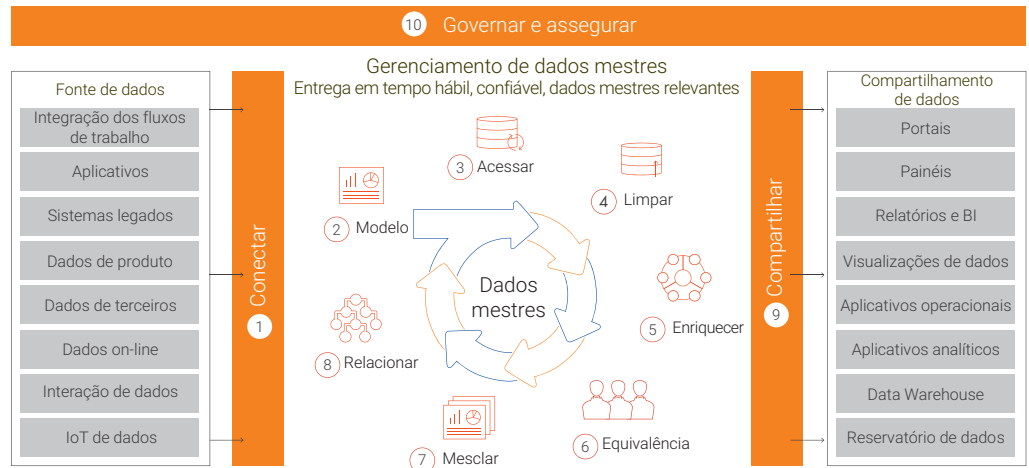 10 Governar e assegurar
Fonte de dados
Integração dos fluxos
de trabalho
Aplicativos
Sistemas legados
Dados de produto
Dados de terceiros
Dados on-line
Interação de dados
IoT de dados
1 Conectar
Gerenciamento de dados mestres
Entrega em tempo hábil, confiável, dados mestres relevantes
2 Modelo
3 Acessar
4 Limpar
5 Enriquecer
6 Equivalência
7 Mesclar
8 Relacionar
Dados
mestres
9 Compartilhar
Compartilhamento
de dados
Portais
Painéis
Relatórios e BI
Visualizações de dados
Aplicativos operacionais
Aplicativos analíticos
Data Warehouse
Reservatório de dados